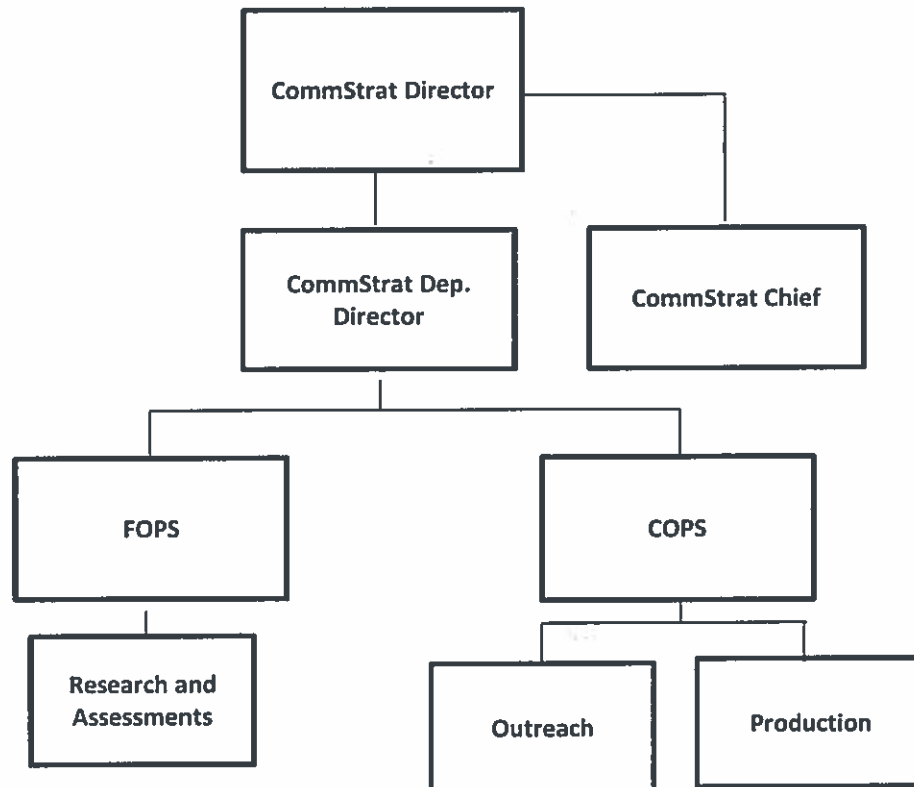 CommStrat Director
CommStrat Dep.
Director
CommStrat Chief
FOPS
COPS
Research and
Assessments
Outreach
Production